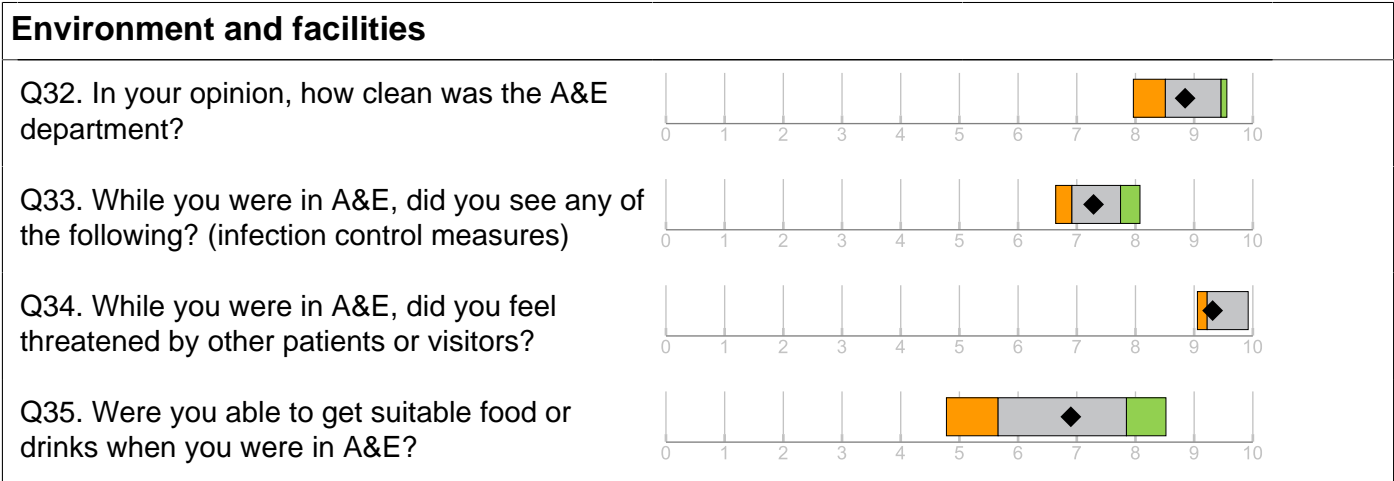 Environment and facilities
Q32. In your opinion, how clean was the A&E
department?
0 1 2 3 4 5 6 7 8 9 10
Q33. While you were in A&E, did you see any of
the following? (infection control measures)
0 1 2 3 4 5 6 7 8 9 10
Q34. While you were in A&E, did you feel
threatened by other patients or visitors?
0 1 2 3 4 5 6 7 8 9 10
Q35. Were you able to get suitable food or
drinks when you were in A&E?
0 1 2 3 4 5 6 7 8 9 10